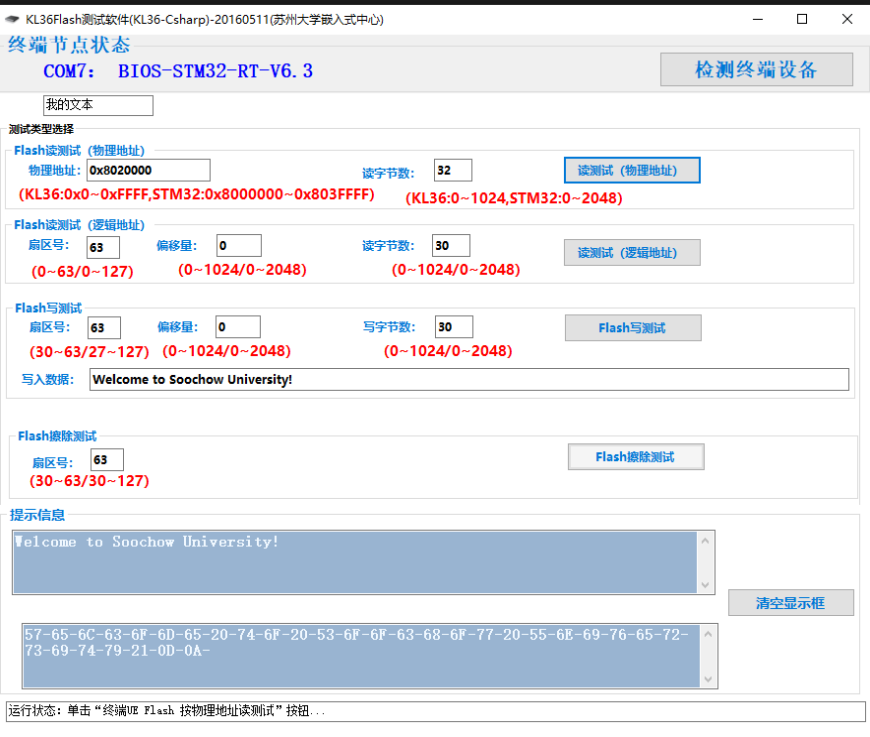 KL36Flash测试软件(KL36-Csharp)-20160511(苏州大学嵌入式中心)
终端节点状态
COM7： BIOS-STM32-RT-V6.3
检测终端设备
我的文本
测试类型选择
Flash读测试（物理地址）
物理地址： 0x8020000 读字节数： 32 读测试（物理地址）
(KL36:0x0~0xFFFF,STM32:0x8000000~0x803FFFF) (KL36:0~1024,STM32:0~2048)
Flash读测试（逻辑地址）
扇区号： 63 偏移量： 0 读字节数： 30 读测试（逻辑地址）
(0~63/0~127) (0~1024/0~2048) (0~1024/0~2048)
Flash写测试
扇区号： 63 偏移量： 0 写字节数： 30 Flash写测试
(30~63/27~127) (0~1024/0~2048) (0~1024/0~2048)
写入数据： Welcome to Soochow University!
Flash擦除测试
扇区号： 63 Flash擦除测试
(30~63/30~127)
提示信息
Welcome to Soochow University!
清空显示框
57-65-6C-63-6F-6D-65-20-74-6F-20-53-6F-6F-63-68-6F-77-20-55-6E-69-76-65-72-
73-69-74-79-21-0D-0A-
运行状态：单击“终端UE Flash 按物理地址读测试”按钮...